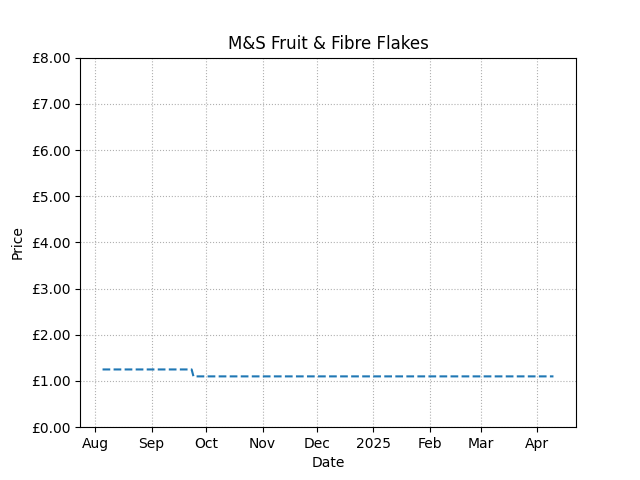 M&S Fruit & Fibre Flakes
£8.00
£7.00
£6.00
£5.00
£4.00
£3.00
£2.00
£1.00
£0.00
Price
Aug Sep Oct Nov Dec 2025 Feb Mar Apr
Date